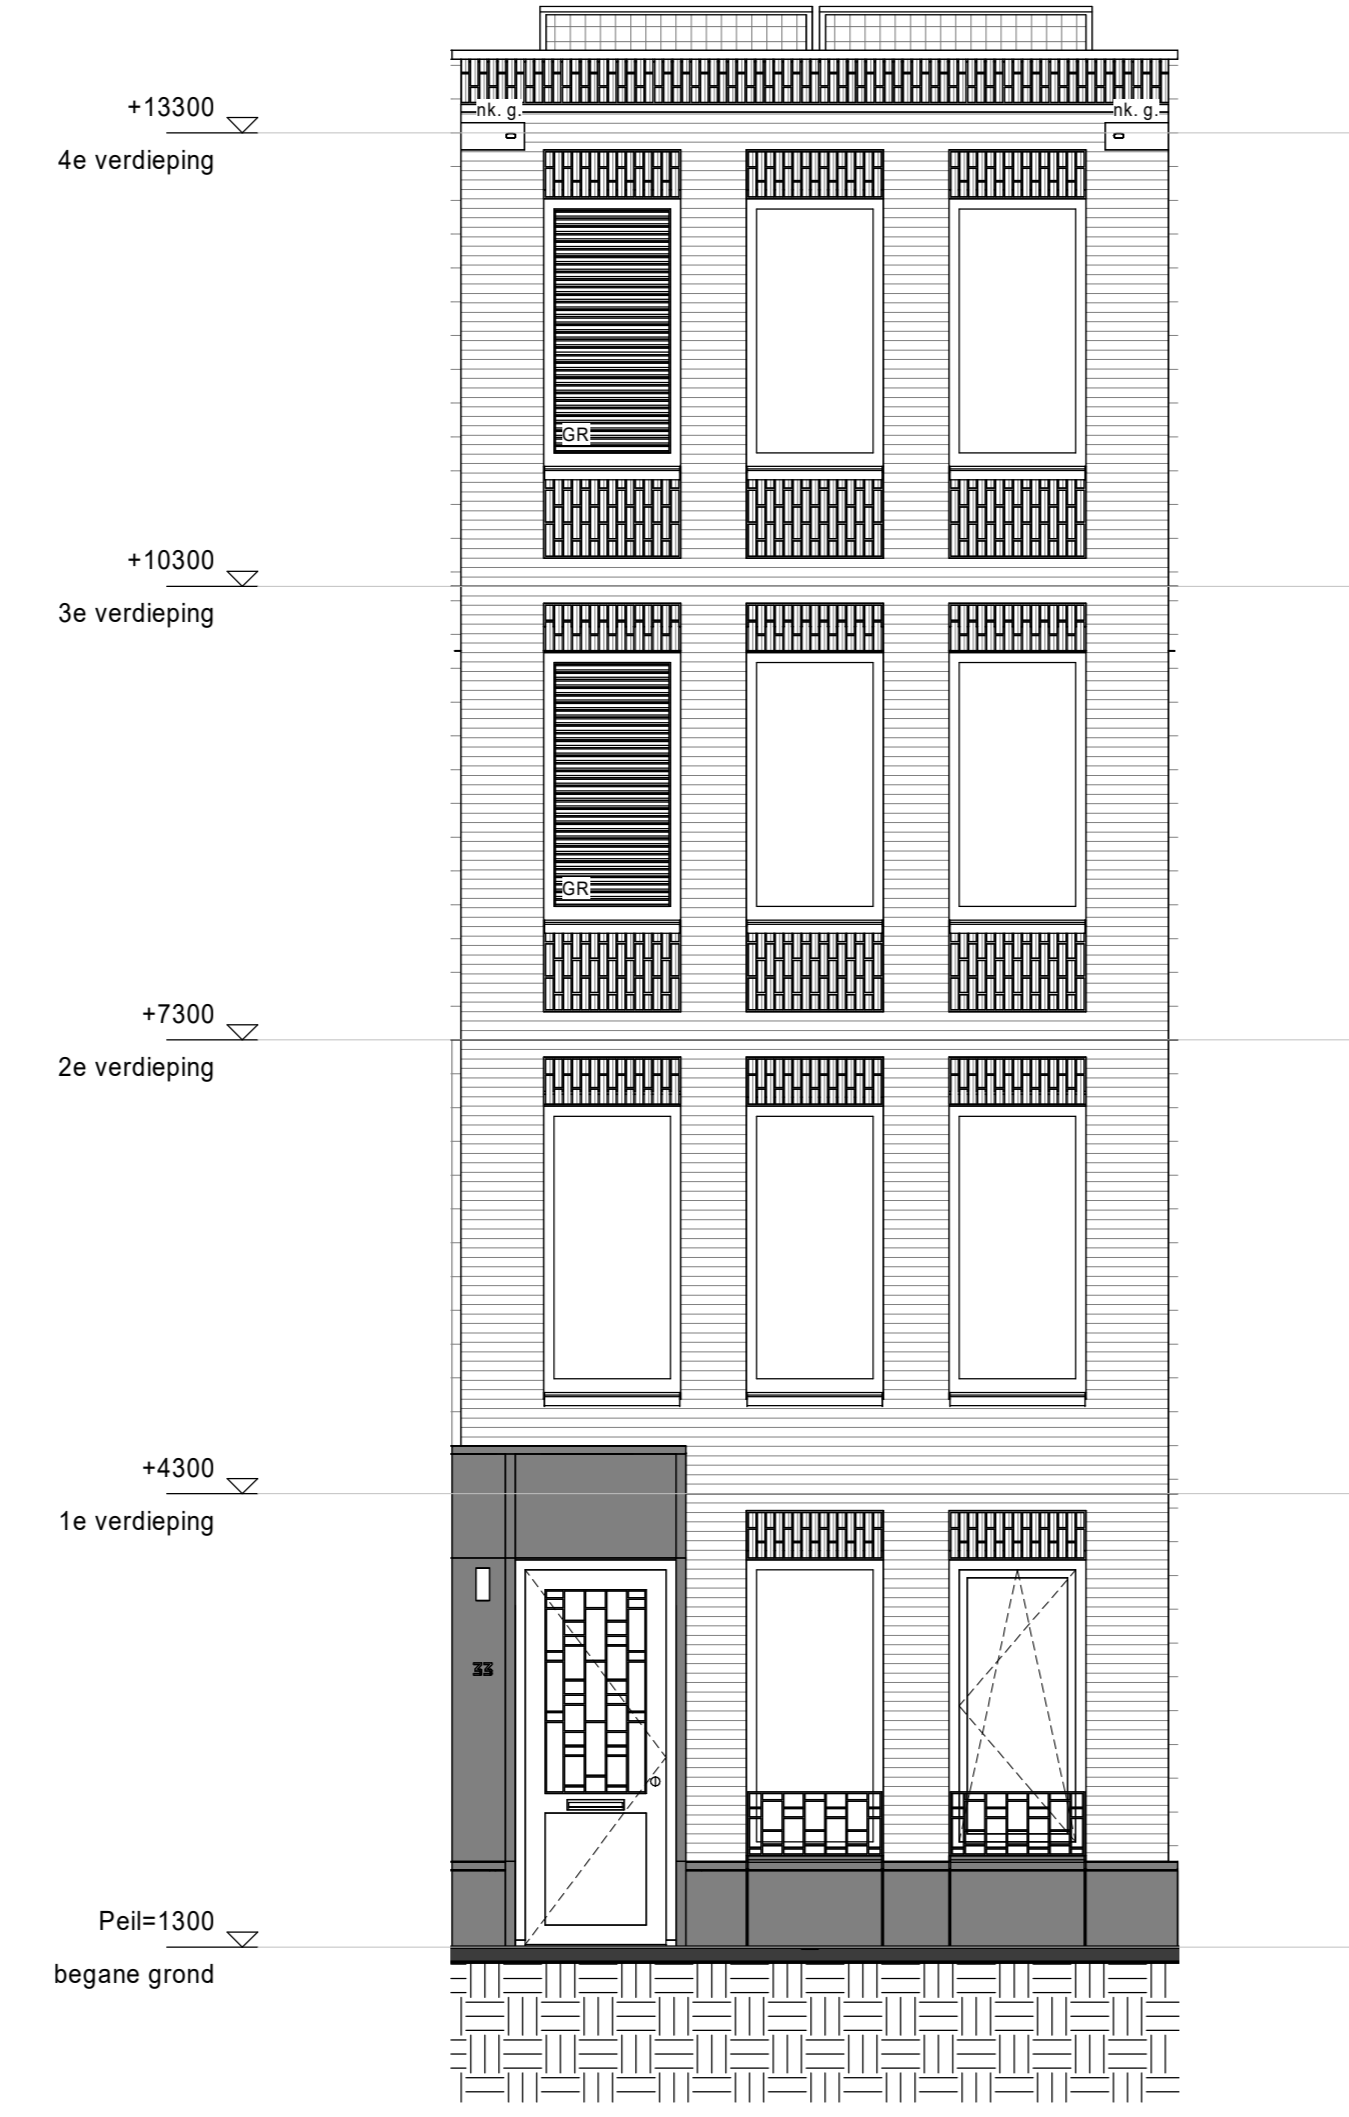 +13300
4e verdieping
nk. g.
nk. g.
GR
+10300
3e verdieping
GR
+7300
2e verdieping
+4300
1e verdieping
33
Peil=1300
begane grond